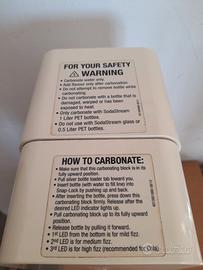 FOR YOUR SAFETY
⚠ WARNING
• Carbonate water only.
• Add flavour only after carbonation.
• Do not attempt to remove bottle while
carbonating.
• Do not carbonate with a bottle that is
damaged, warped or has been
exposed to heat.
• Only carbonate with SodaStream
1 Liter PET bottles.
• Do not use with SodaStream glass or
0.5 Liter PET bottles.
HOW TO CARBONATE:
• Make sure that this carbonating block is in its
fully upward position.
• Pull silver bottle loader tab toward you,
insert bottle (with water to fill line) into
Snap-Lock by pushing up and back.
• After inserting the bottle, press down this
carbonating block firmly. Release after the
desired LED indicator lights up.
• Pull carbonating block up to its fully upward
position.
• Release bottle by pulling it forward.
• 1st LED from the bottom is for mild fizz.
• 2nd LED is for medium fizz.
• 3rd LED is for high fizz (recommended for Cola).